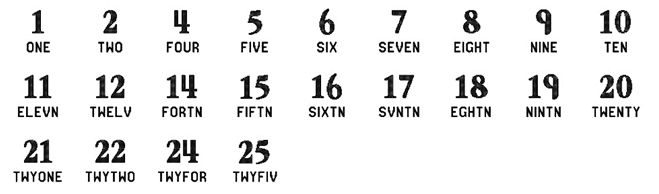 1 2 4 5 6 7 8 9 10
ONE TWO FOUR FIVE SIX SEVEN EIGHT NINE TEN
11 12 14 15 16 17 18 19 20
ELEVN TWELV FORTN FIFTN SIXTN SVNTN EGHTN NINTN TWENTY
21 22 24 25
TWYONE TWYTWO TWYFOR TWYFIV